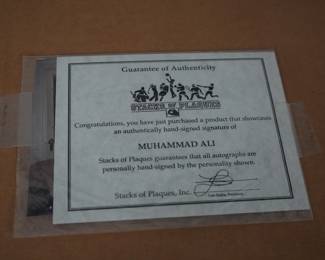 Guarantee of Authenticity
STACKS OF PLAQUES
Congratulations, you have just purchased a product that showcases
an authentically hand-signed signature of
MUHAMMAD ALI
Stacks of Plaques guarantees that all autographs are
personally hand-signed by the personality shown.
Stacks of Plaques, Inc.